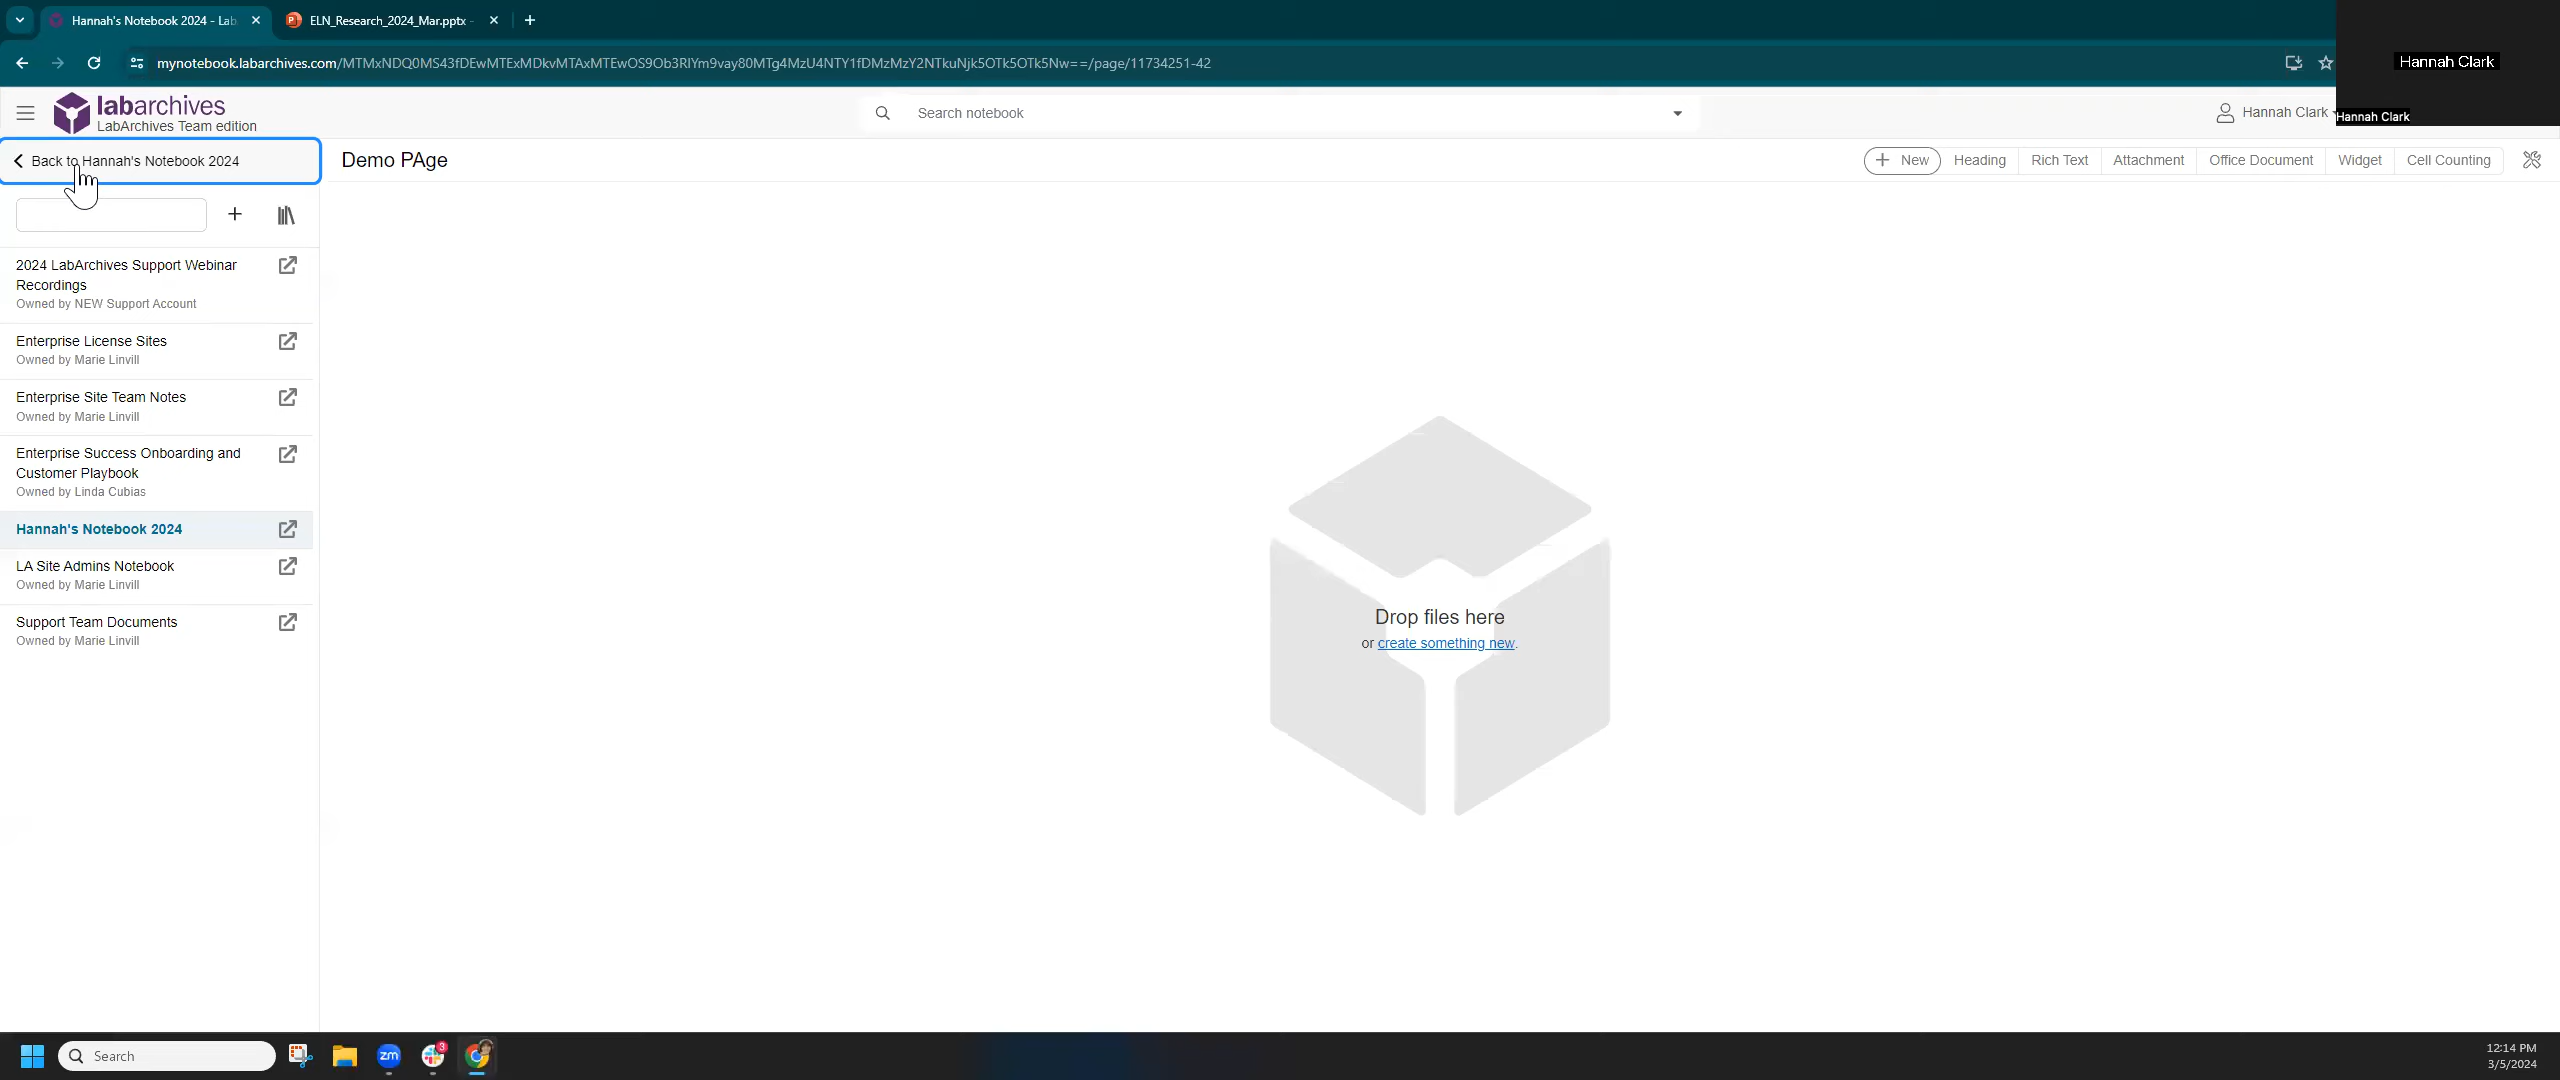 Hannah's Notebook 2024 - Lab
ELN_Research_2024_Mar.pptx -
mynotebook.labarchives.com/MTMxNDQ0MS43fDEwMTExMDkvMTAxMTEwOS9Ob3RlYm9vay80MTg4MzU4NTY1fDMzMzY2NTkuNjk5OTk5OTk5Nw==/page/11734251-42
Hannah Clark
Hannah Clark
labarchives
LabArchives Team edition
Search notebook
Hannah Clark
Back to Hannah's Notebook 2024
Demo PAge
+ New
Heading
Rich Text
Attachment
Office Document
Widget
Cell Counting
2024 LabArchives Support Webinar
Recordings
Owned by NEW Support Account
Enterprise License Sites
Owned by Marie Linvill
Enterprise Site Team Notes
Owned by Marie Linvill
Enterprise Success Onboarding and
Customer Playbook
Owned by Linda Cubias
Hannah's Notebook 2024
LA Site Admins Notebook
Owned by Marie Linvill
Support Team Documents
Owned by Marie Linvill
Drop files here
or create something new.
Search
zm
3
12:14 PM
3/5/2024